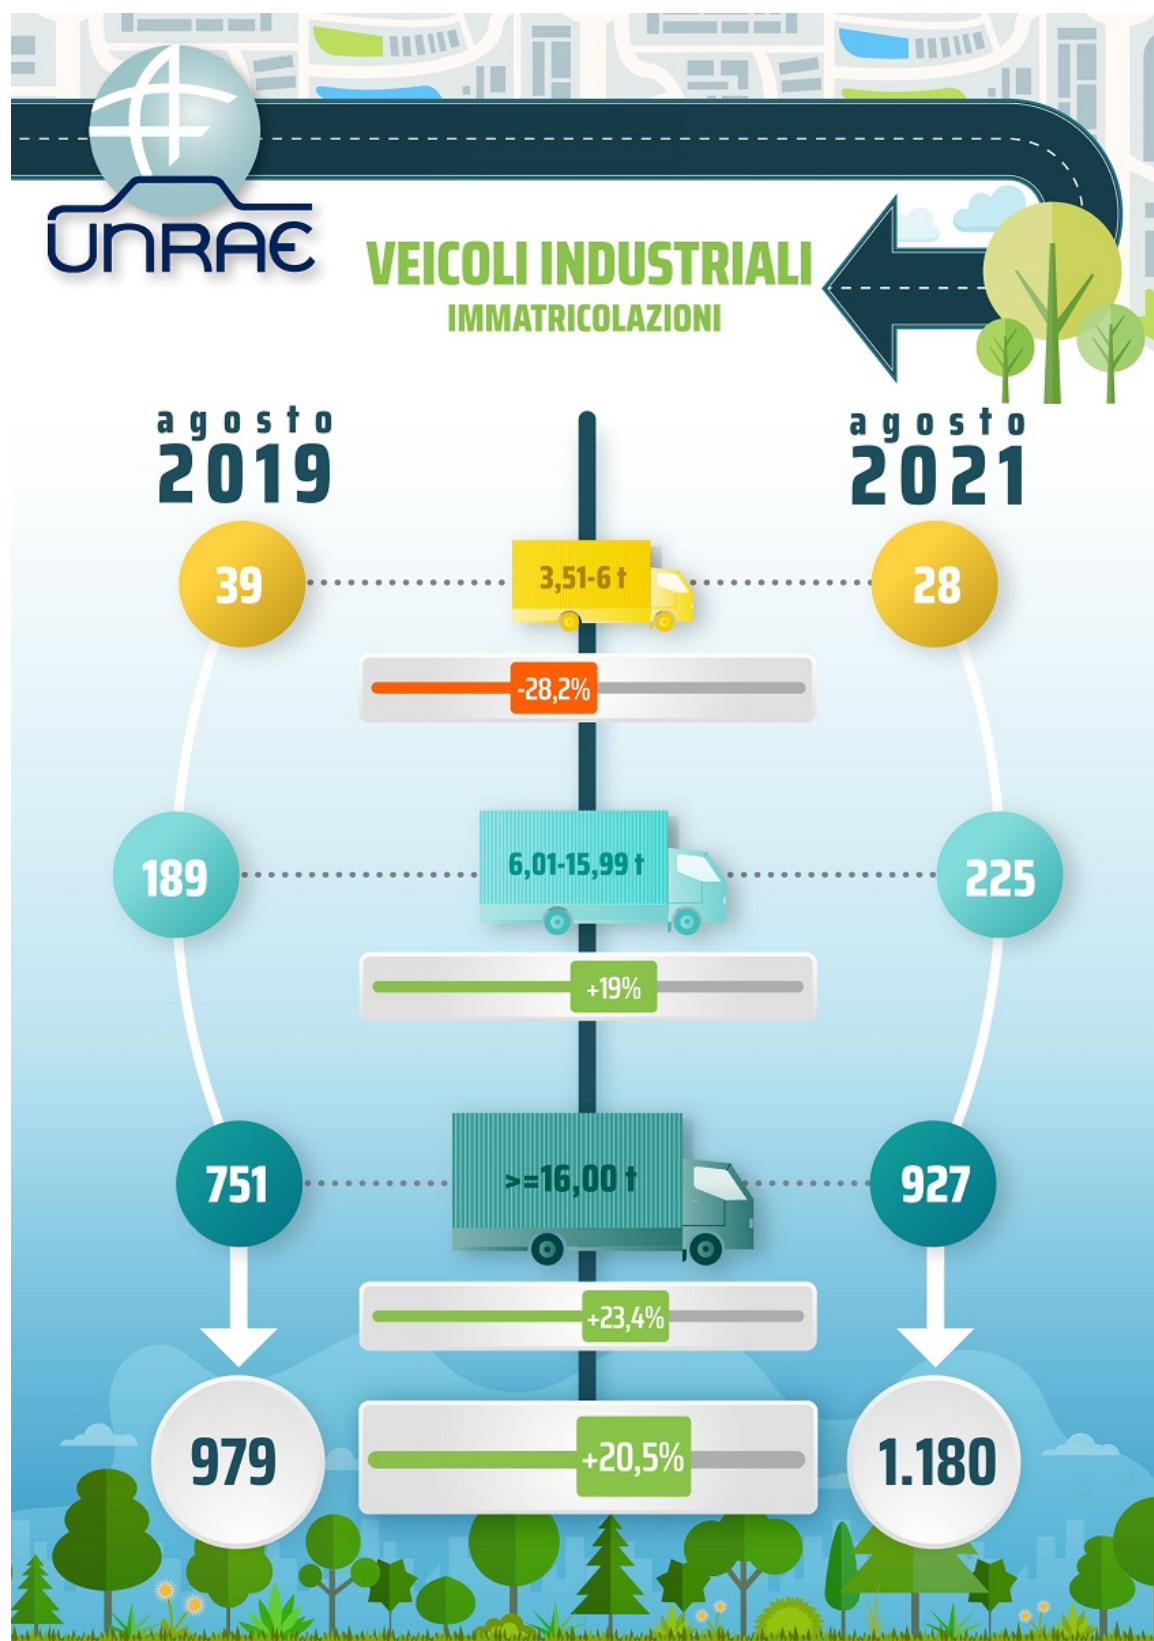 UNRAE
VEICOLI INDUSTRIALI
IMMATRICOLAZIONI
agosto
2019
agosto
2021
39
3,51-6 t
28
-28,2%
189
6,01-15,99 t
225
+19%
751
>=16,00 t
927
+23,4%
979
+20,5%
1.180